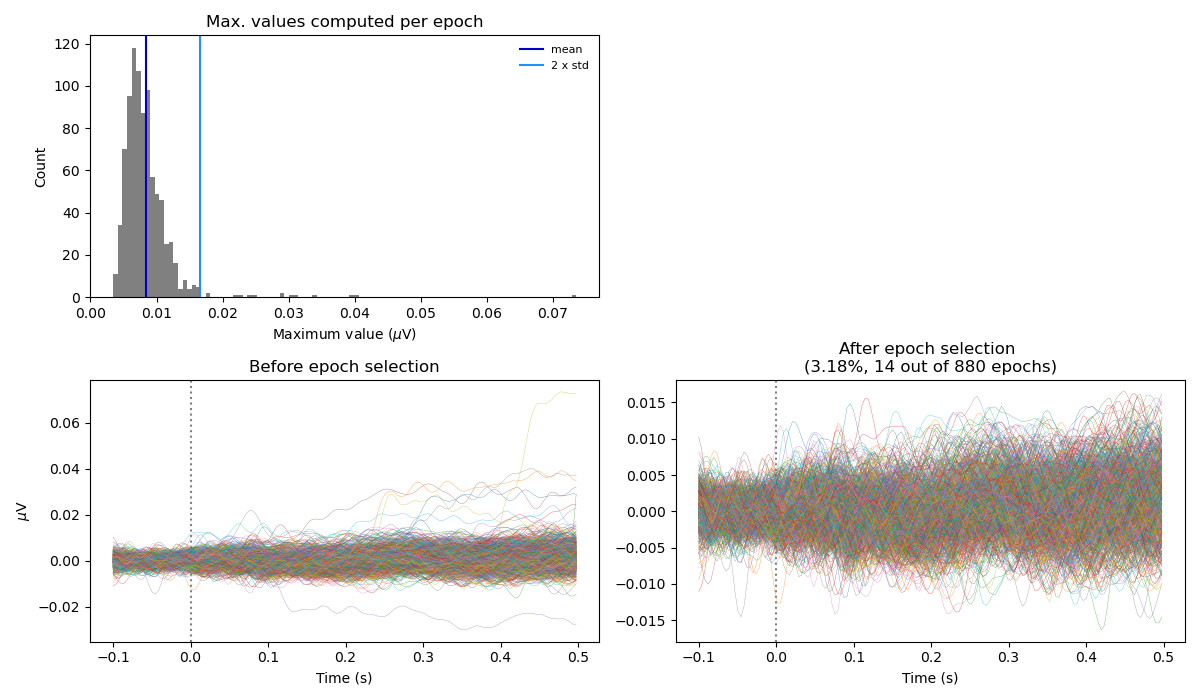 Max. values computed per epoch
120
100
80
60
40
20
0
Count
mean
2 x std
0.00 0.01 0.02 0.03 0.04 0.05 0.06 0.07
Maximum value (μV)
Before epoch selection
0.06
0.04
0.02
0.00
−0.02
μV
−0.1 0.0 0.1 0.2 0.3 0.4 0.5
Time (s)
After epoch selection
(3.18%, 14 out of 880 epochs)
0.015
0.010
0.005
0.000
−0.005
−0.010
−0.015
−0.1 0.0 0.1 0.2 0.3 0.4 0.5
Time (s)